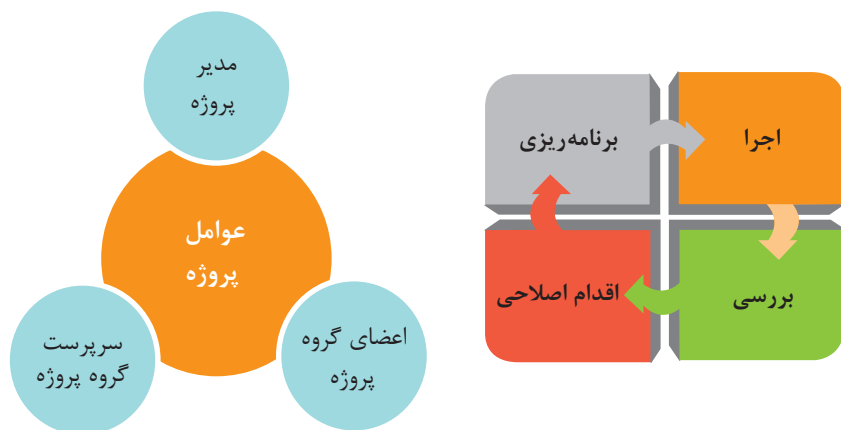 مدیر
پروژه
عوامل
پروژه
سرپرست
گروه پروژه
اعضای گروه
پروژه
برنامه‌ریزی
اجرا
بررسی
اقدام اصلاحی